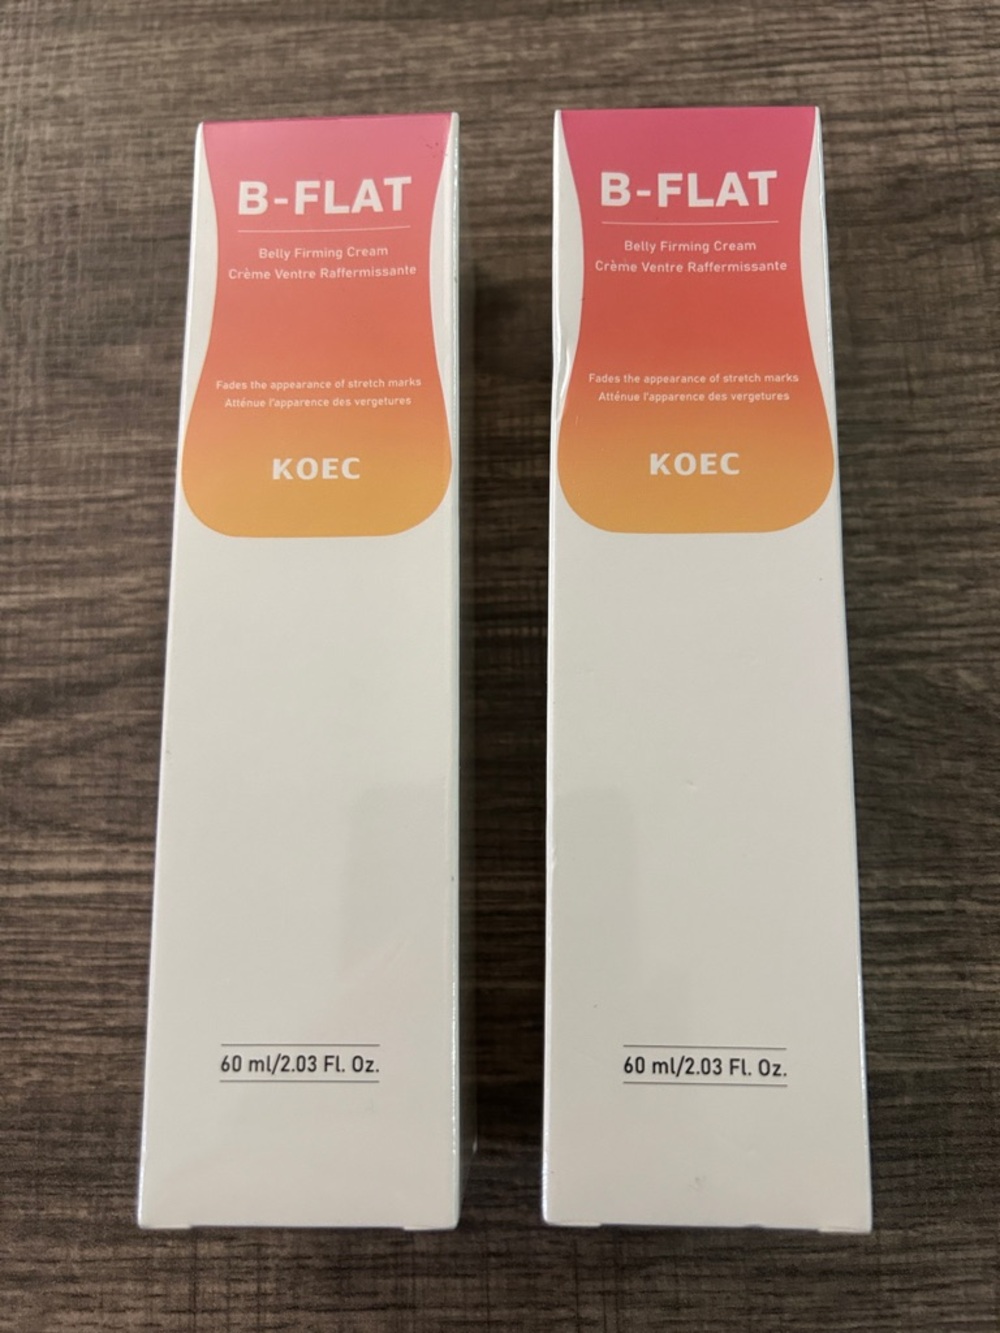 B-FLAT
Belly Firming Cream
Crème Ventre Raffermissante
Fades the appearance of stretch marks
Atténue l'apparence des vergetures
KOEC
60 ml/2.03 Fl. Oz.
B-FLAT
Belly Firming Cream
Crème Ventre Raffermissante
Fades the appearance of stretch marks
Atténue l'apparence des vergetures
KOEC
60 ml/2.03 Fl. Oz.